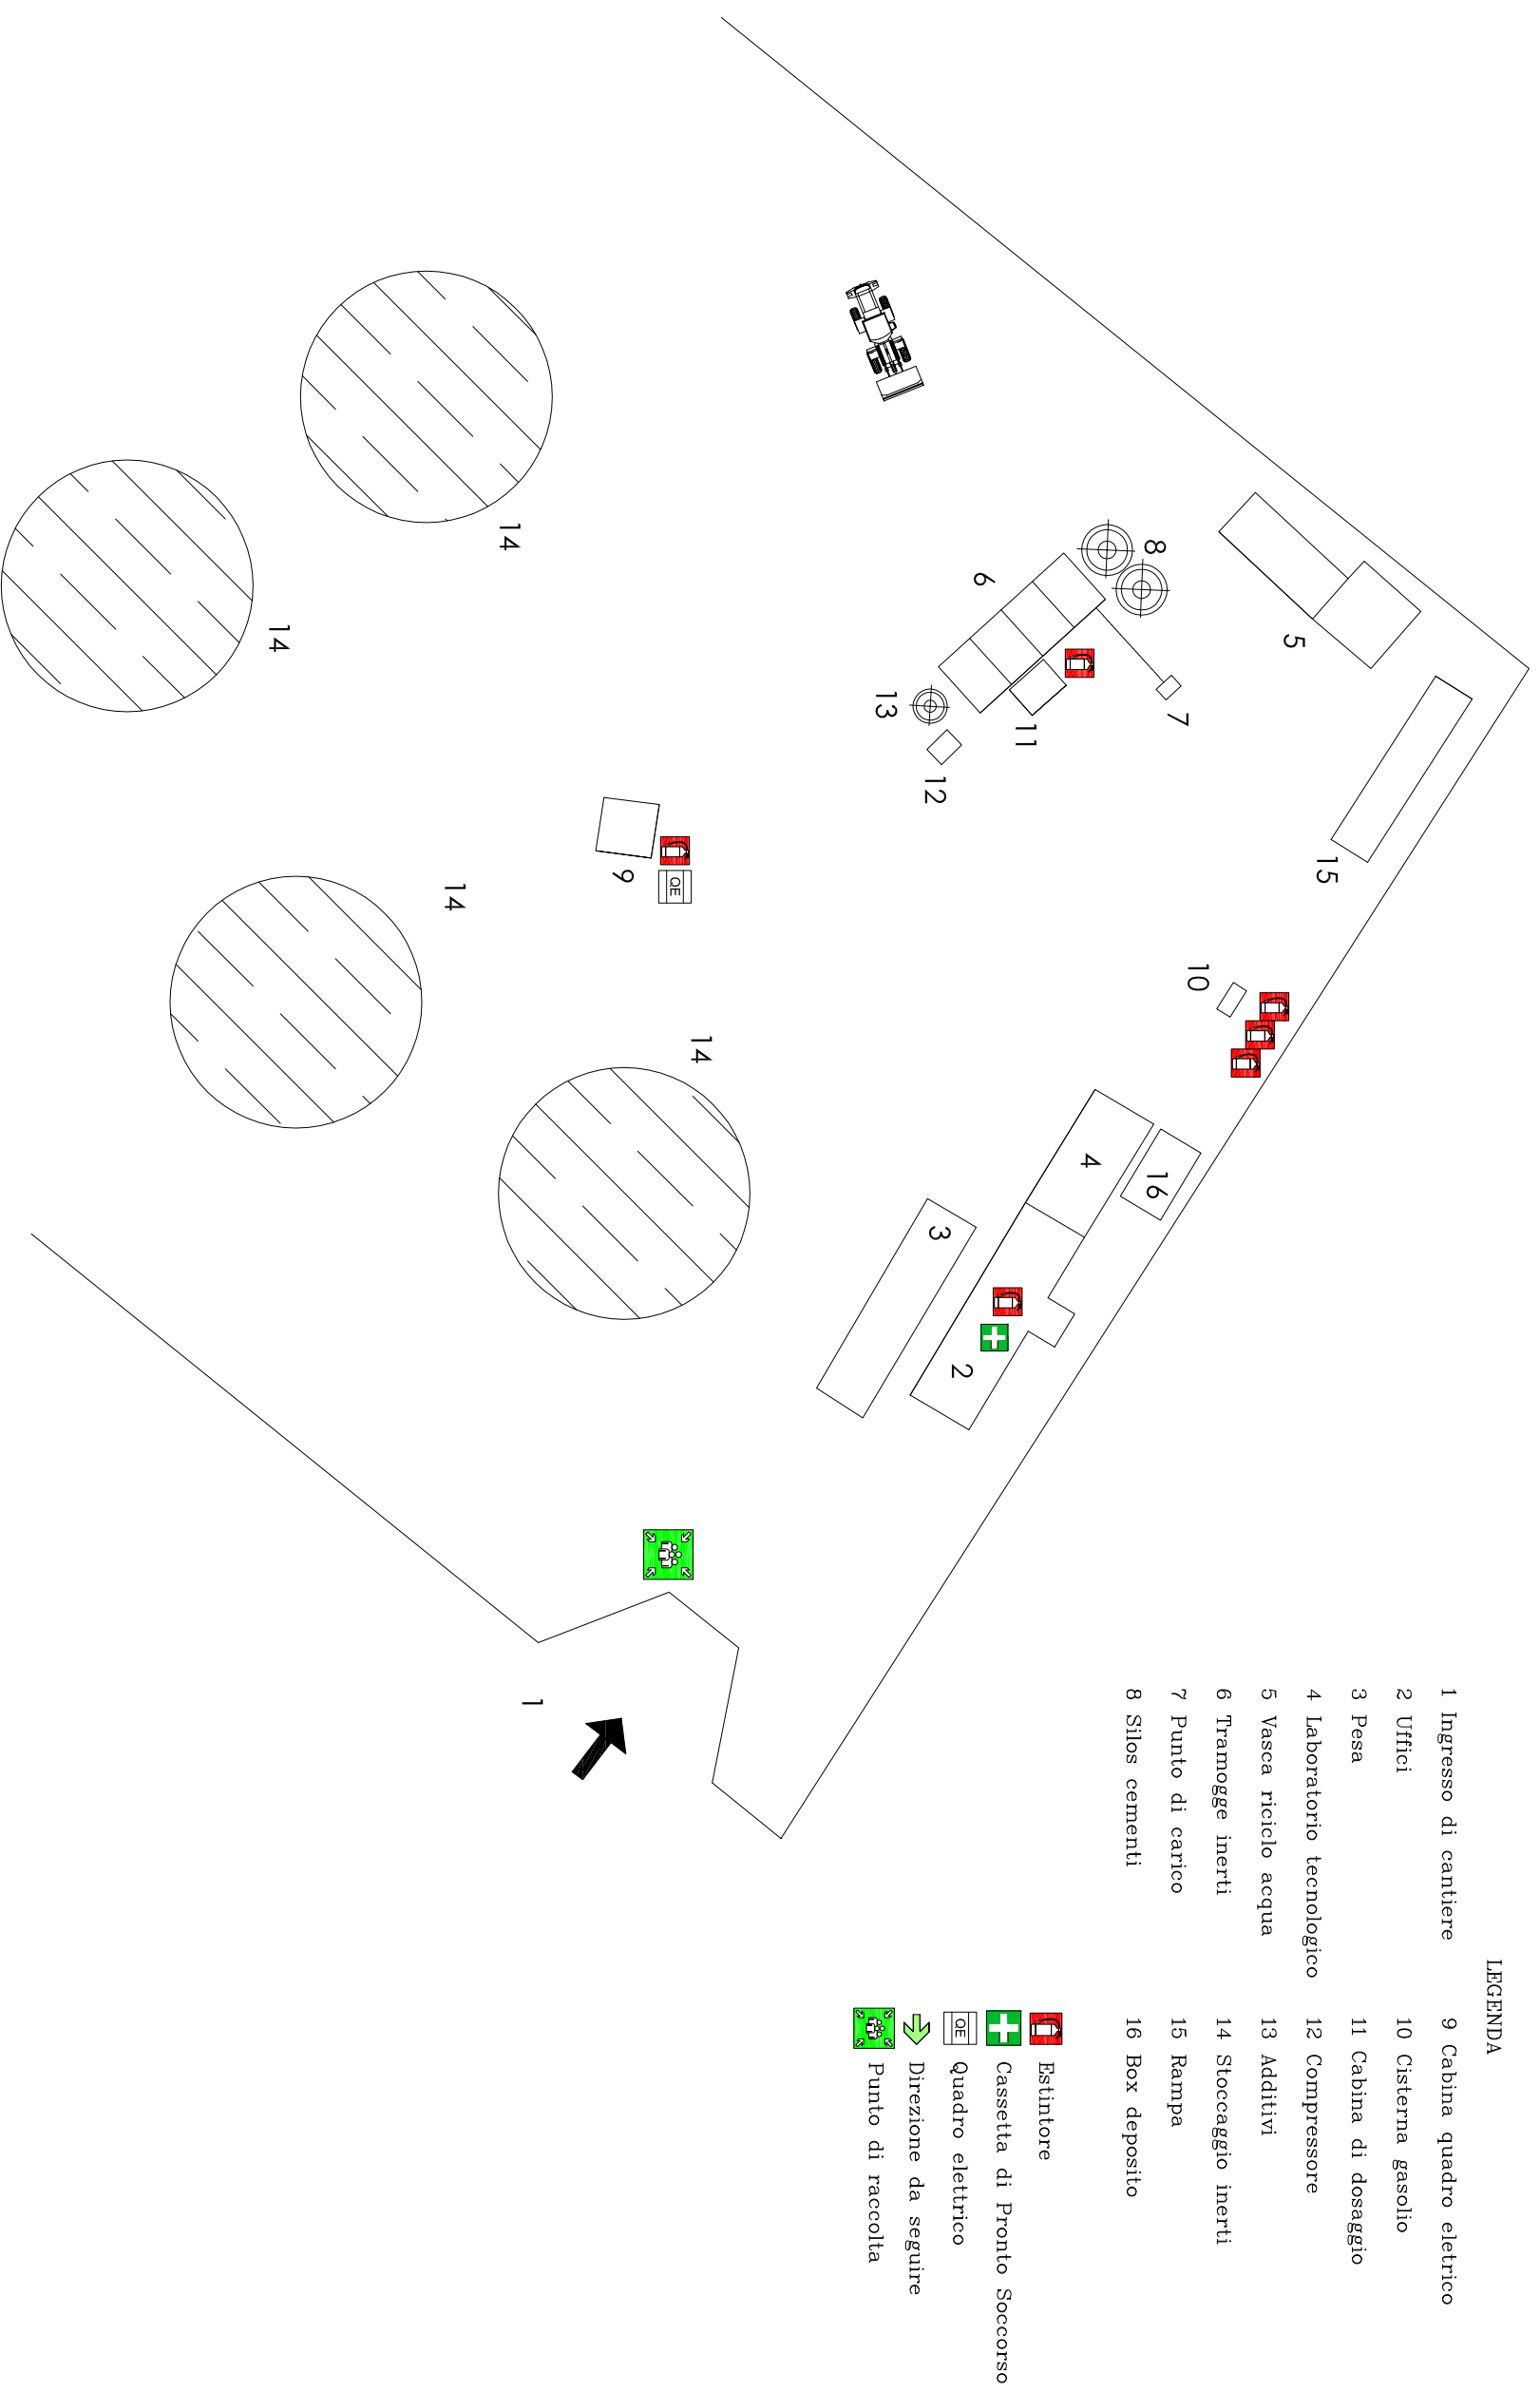 LEGENDA
1 Ingresso di cantiere
2 Uffici
3 Pesa
4 Laboratorio tecnologico
5 Vasca riciclo acqua
6 Tramogge inerti
7 Punto di carico
8 Silos cementi
9 Cabina quadro eletrico
10 Cisterna gasolio
11 Cabina di dosaggio
12 Compressore
13 Additivi
14 Stoccaggio inerti
15 Rampa
16 Box deposito
Estintore
Cassetta di Pronto Soccorso
QE Quadro elettrico
Direzione da seguire
Punto di raccolta
5
15
7
8
10
16
4
11
6
2
3
12
13
14
QE
9
1
14
14
14